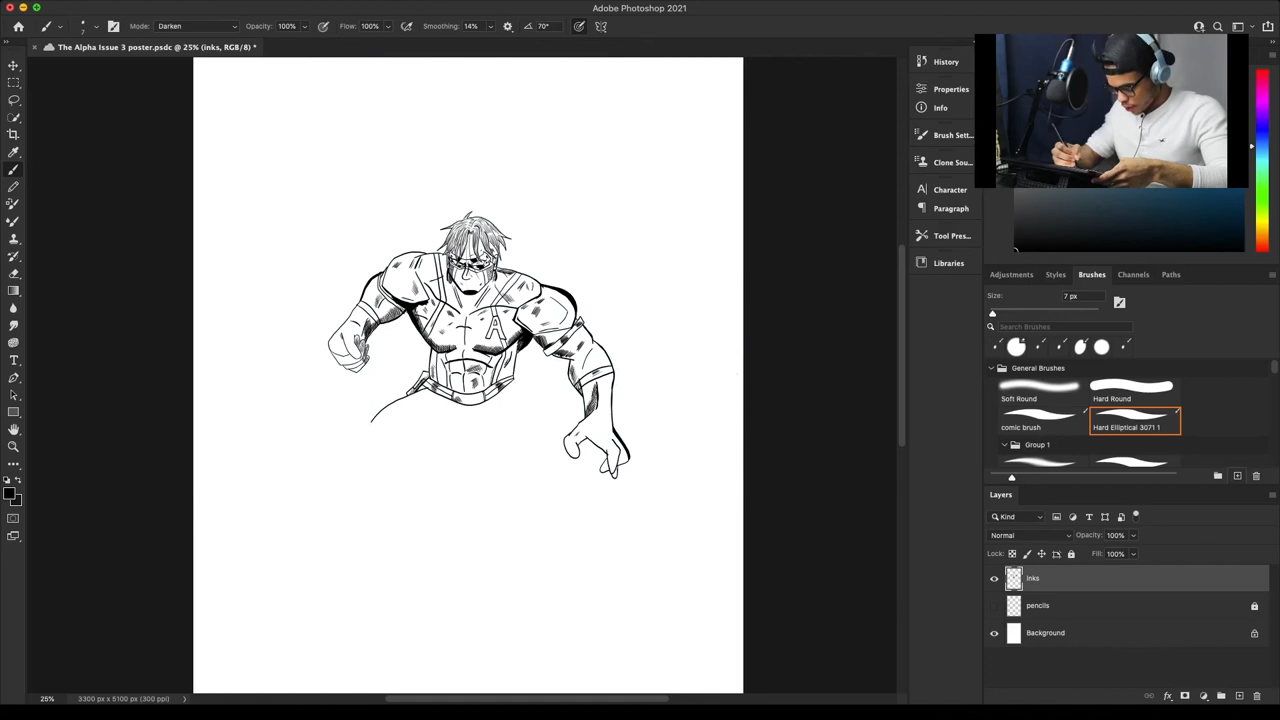 Adobe Photoshop 2021
7 Mode: Darken Opacity: 100% Flow: 100% Smoothing: 14% 70°
The Alpha Issue 3 poster.psdc @ 25% (inks, RGB/8) *
History
Properties
Info
Brush Sett...
Clone Sou...
Character
Paragraph
Tool Pres...
Libraries
A
Adjustments Styles Brushes Channels Paths
Size: 7 px
Search Brushes
General Brushes
Soft Round Hard Round
comic brush Hard Elliptical 3071 1
Group 1
Layers
Kind
Normal Opacity: 100%
Lock: Fill: 100%
inks
pencils
Background
25% 3300 px x 5100 px (300 ppi)